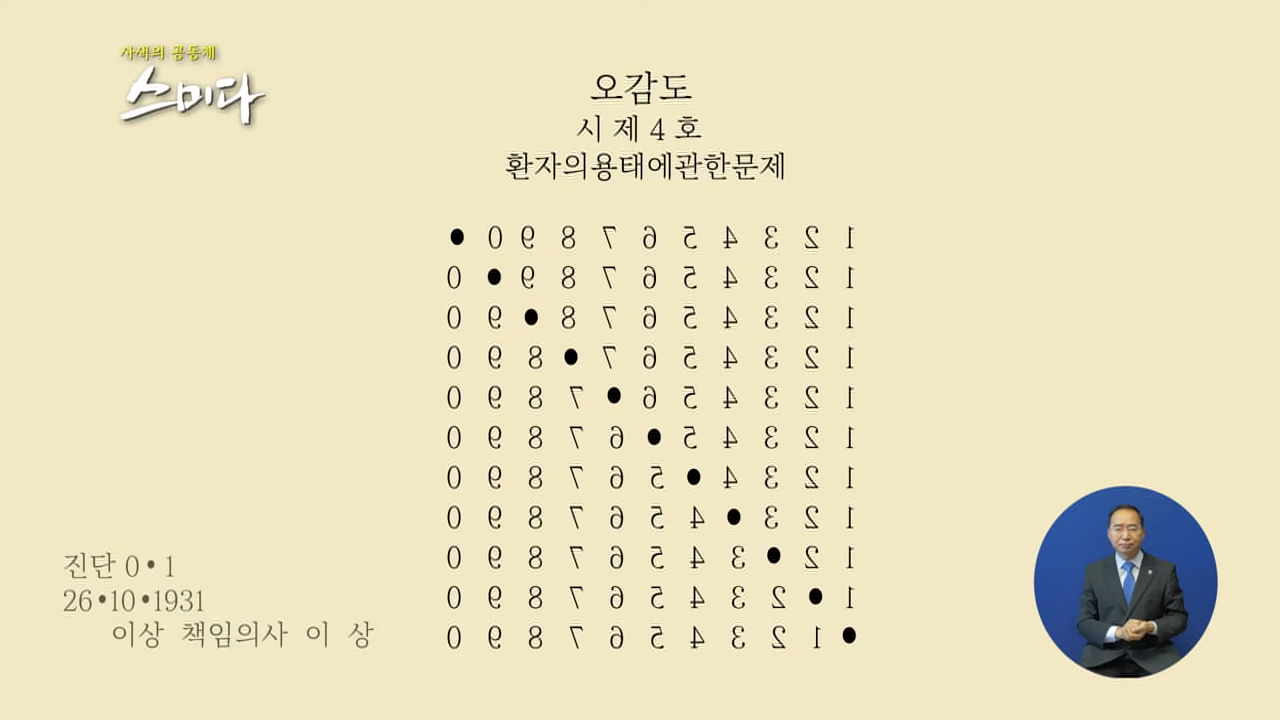 사색의 공동체
스미다
오감도
시 제 4 호
환자의용태에관한문제
• 0 9 8 7 6 5 4 3 2 1
0 • 9 8 7 6 5 4 3 2 1
0 9 • 8 7 6 5 4 3 2 1
0 9 8 • 7 6 5 4 3 2 1
0 9 8 7 • 6 5 4 3 2 1
0 9 8 7 6 • 5 4 3 2 1
0 9 8 7 6 5 • 4 3 2 1
0 9 8 7 6 5 4 • 3 2 1
0 9 8 7 6 5 4 3 • 2 1
0 9 8 7 6 5 4 3 2 • 1
0 9 8 7 6 5 4 3 2 1 •
진단 0•1
26•10•1931
이상 책임의사 이 상